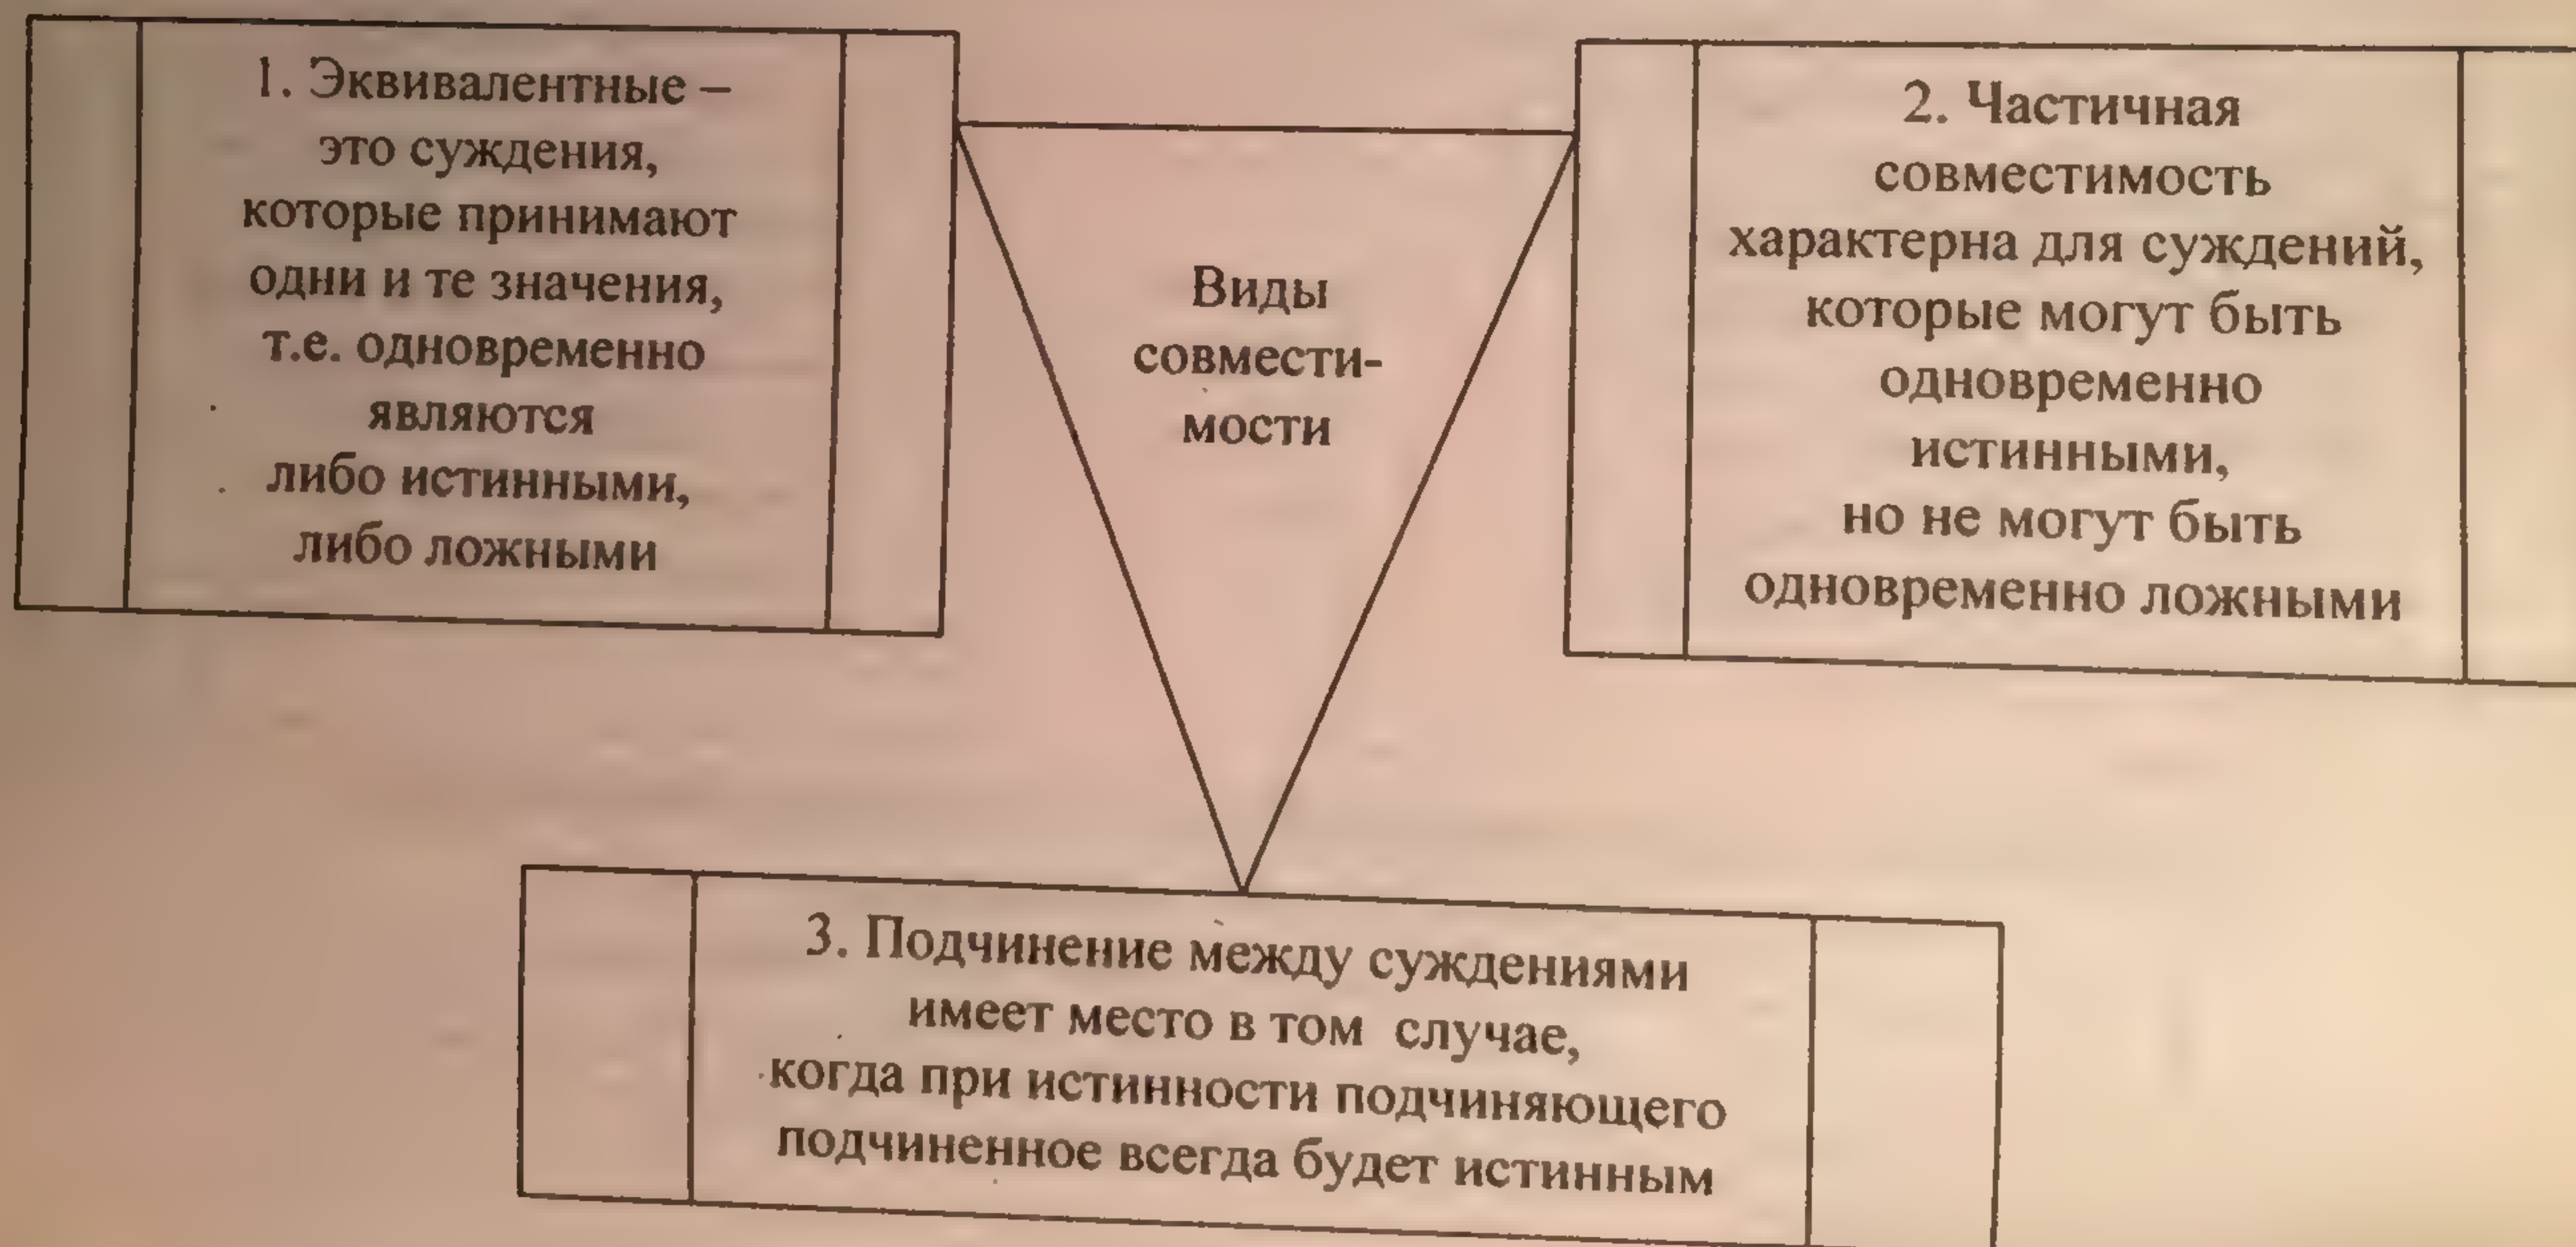 1. Эквивалентные –
это суждения,
которые принимают
одни и те значения,
т.е. одновременно
являются
либо истинными,
либо ложными
Виды
совмести-
мости
2. Частичная
совместимость
характерна для суждений,
которые могут быть
одновременно
истинными,
но не могут быть
одновременно ложными
3. Подчинение между суждениями
имеет место в том случае,
когда при истинности подчиняющего
подчиненное всегда будет истинным